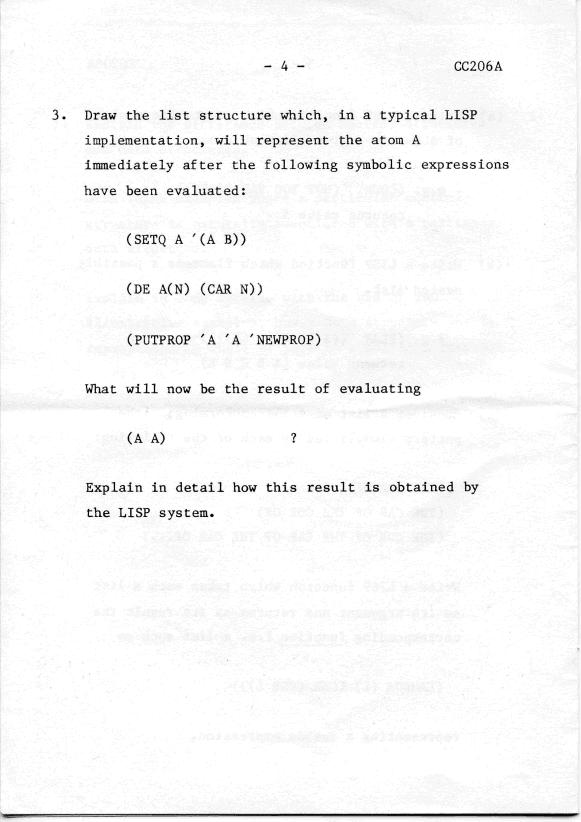 - 4 - CC206A
3. Draw the list structure which, in a typical LISP
implementation, will represent the atom A
immediately after the following symbolic expressions
have been evaluated:
(SETQ A '(A B))
(DE A(N) (CAR N))
(PUTPROP 'A 'A 'NEWPROP)
What will now be the result of evaluating
(A A) ?
Explain in detail how this result is obtained by
the LISP system.